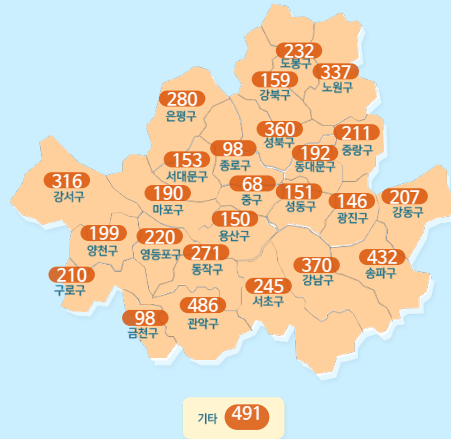 232
도봉구
337
노원구
159
강북구
280
은평구
360
성북구
211
중랑구
98
종로구
192
동대문구
153
서대문구
316
강서구
190
마포구
68
중구
151
성동구
146
광진구
207
강동구
150
용산구
199
양천구
220
영등포구
271
동작구
432
송파구
370
강남구
210
구로구
245
서초구
486
관악구
98
금천구
기타 491